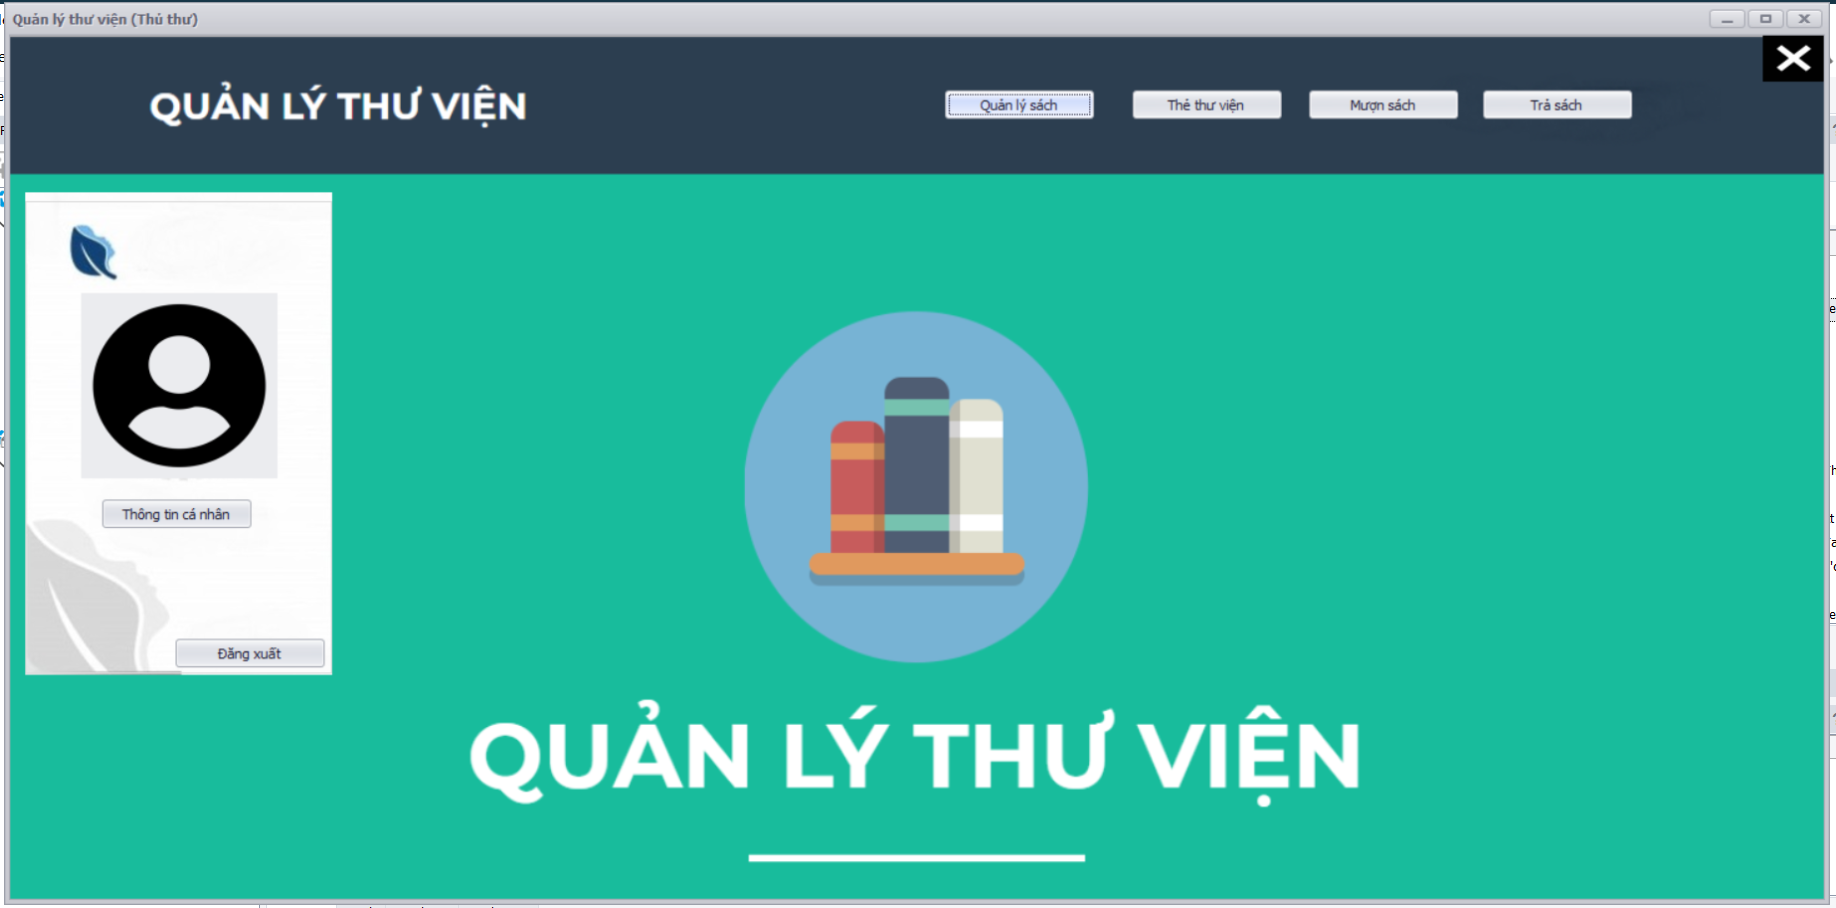 Quản lý thư viện (Thủ thư)
QUẢN LÝ THƯ VIỆN
Quản lý sách
Thẻ thư viện
Mượn sách
Trả sách
Thông tin cá nhân
Đăng xuất
QUẢN LÝ THƯ VIỆN